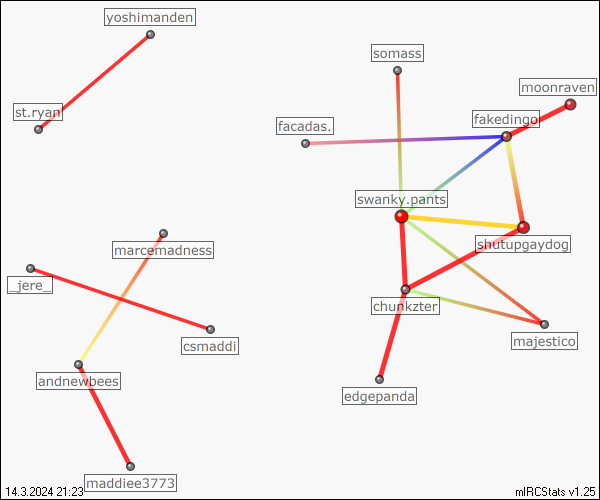 yoshimanden
somass
moonraven
st.ryan
fakedingo
facadas.
swanky.pants
marcemadness
shutupgaydog
_jere_
chunkzter
csmaddi
majestico
andnewbees
edgepanda
maddiee3773
14.3.2024 21:23
mIRCStats v1.25